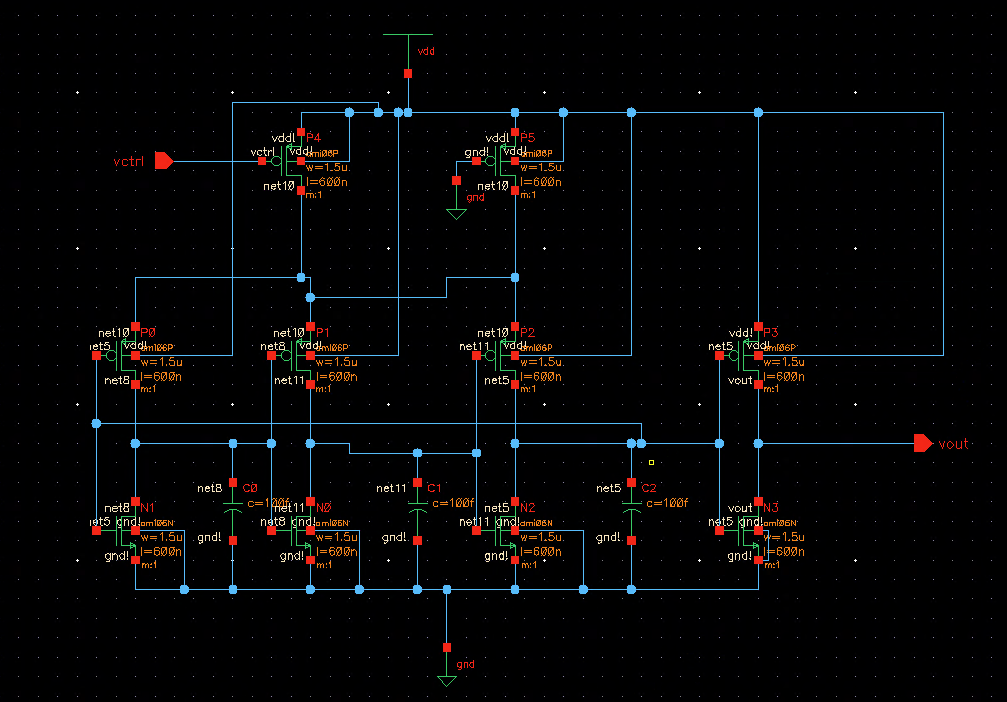 vdd
vdd! P4
vctrl
vctrl vdd! ami06P
w=1.5u
l=600n
net10
m:1
vdd! P5
gnd! vdd! ami06P
w=1.5u
l=600n
net10
m:1
gnd
net10 P0
net5 vdd! ami06P
w=1.5u
l=600n
net8
m:1
net10 P1
net8 vdd! ami06P
w=1.5u
l=600n
net11
m:1
net10 P2
net11 vdd! ami06P
w=1.5u
l=600n
net5
m:1
vdd! P3
net5 vdd! ami06P
w=1.5u
l=600n
vout
m:1
vout
net8 N1
net5 gnd! ami06N
w=1.5u
l=600n
gnd!
m:1
net8 C0
c=100f
gnd!
net11 N0
net8 gnd! ami06N
w=1.5u
l=600n
gnd!
m:1
net11 C1
c=100f
gnd!
net5 N2
net11 gnd! ami06N
w=1.5u
l=600n
gnd!
m:1
net5 C2
c=100f
gnd!
vout N3
net5 gnd! ami06N
w=1.5u
l=600n
gnd!
m:1
gnd